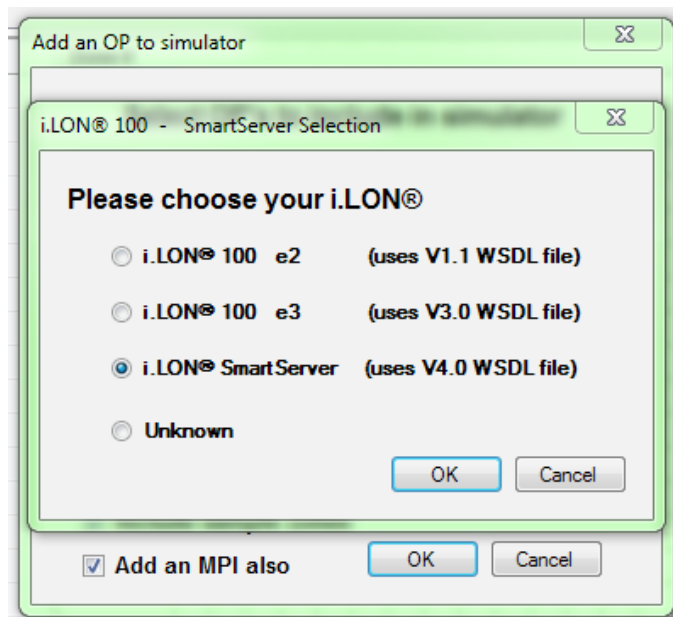 Add an OP to simulator
i.LON® 100 - SmartServer Selection
Please choose your i.LON®
i.LON® 100 e2 (uses V1.1 WSDL file)
i.LON® 100 e3 (uses V3.0 WSDL file)
i.LON® SmartServer (uses V4.0 WSDL file)
Unknown
OK Cancel
Add an MPI also OK Cancel